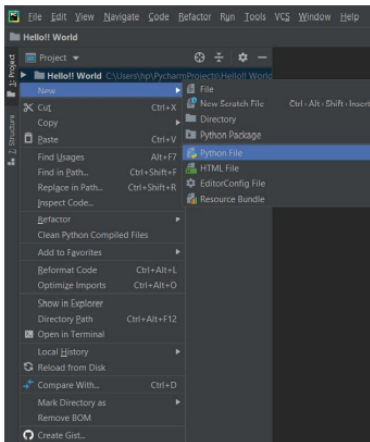 File Edit View Navigate Code Refactor Run Tools VCS Window Help
Hello!! World
1: Project
Project
Hello!! World C:\Users\hp\PycharmProjects\Hello!! World
New
File
New Scratch File Ctrl+Alt+Shift+Insert
Directory
Python Package
Python File
HTML File
EditorConfig File
Resource Bundle
Cut Ctrl+X
Copy
Paste Ctrl+V
Find Usages Alt+F7
Find in Path... Ctrl+Shift+F
Replace in Path... Ctrl+Shift+R
Inspect Code...
Refactor
Clean Python Compiled Files
Add to Favorites
Reformat Code Ctrl+Alt+L
Optimize Imports Ctrl+Alt+O
Show in Explorer
Directory Path Ctrl+Alt+F12
Open in Terminal
Local History
Reload from Disk
Compare With... Ctrl+D
Mark Directory as
Remove BOM
Create Gist...
Z: Structure